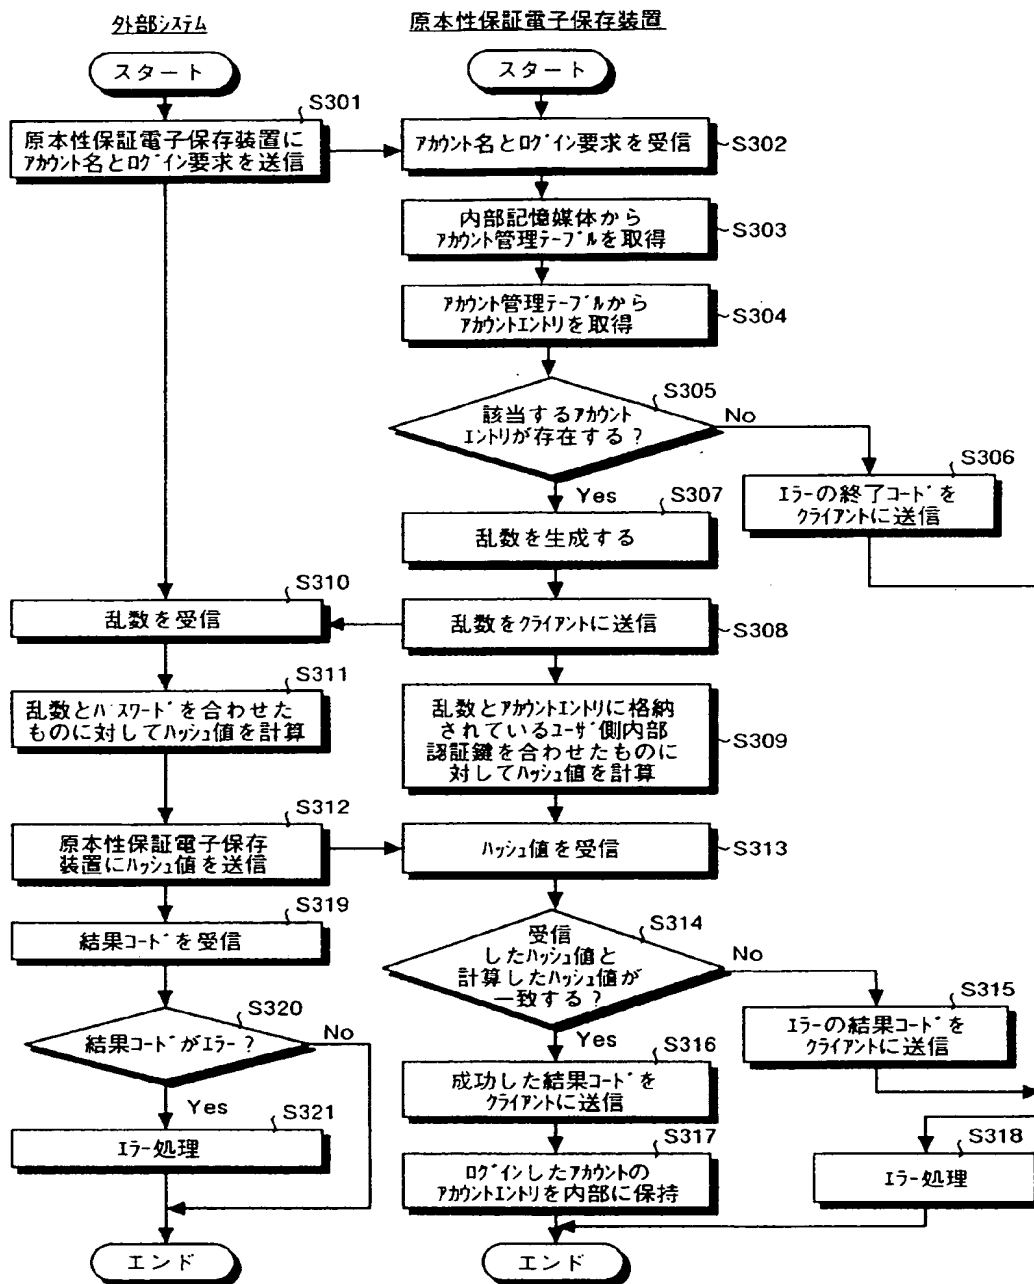 外部システム
原本性保証電子保存装置
スタート
スタート
S301
原本性保証電子保存装置に
アカウント名とログイン要求を送信
アカウント名とログイン要求を受信
S302
内部記憶媒体から
アカウント管理テーブルを取得
S303
アカウント管理テーブルから
アカウントエントリを取得
S304
S305
該当するアカウント
エントリが存在する?
No
Yes
S306
エラーの終了コードを
クライアントに送信
S307
乱数を生成する
S310
乱数を受信
乱数をクライアントに送信
S308
S311
乱数とパスワードを合わせた
ものに対してハッシュ値を計算
乱数とアカウントエントリに格納
されているユーザ側内部
認証鍵を合わせたものに
対してハッシュ値を計算
S309
S312
原本性保証電子保存
装置にハッシュ値を送信
ハッシュ値を受信
S313
S319
結果コードを受信
S314
受信
したハッシュ値と
計算したハッシュ値が
一致する?
No
Yes
S315
エラーの結果コードを
クライアントに送信
S320
結果コードがエラー?
No
Yes
S316
成功した結果コードを
クライアントに送信
S321
エラー処理
S317
ログインしたアカウントの
アカウントエントリを内部に保持
S318
エラー処理
エンド
エンド